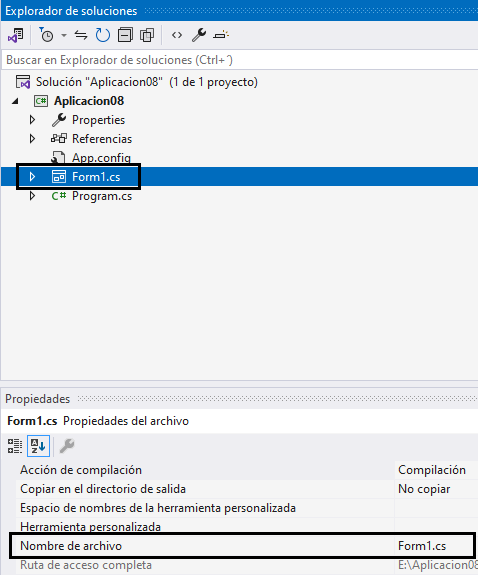 Explorador de soluciones
Buscar en Explorador de soluciones (Ctrl+´)
Solución "Aplicacion08" (1 de 1 proyecto)
C# Aplicacion08
Properties
Referencias
App.config
Form1.cs
C# Program.cs
Propiedades
Form1.cs Propiedades del archivo
Acción de compilación Compilación
Copiar en el directorio de salida No copiar
Espacio de nombres de la herramienta personalizada
Herramienta personalizada
Nombre de archivo Form1.cs
Ruta de acceso completa E:\Aplicacion08